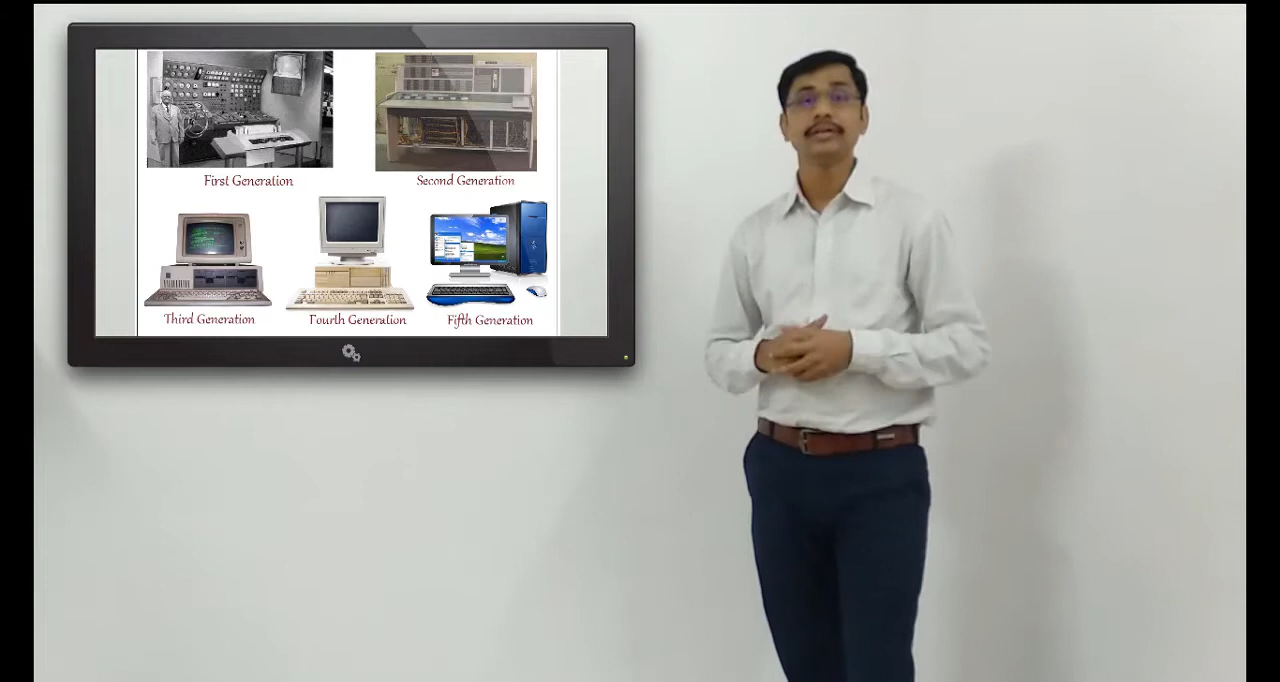 First Generation
Second Generation
Third Generation
Fourth Generation
Fifth Generation